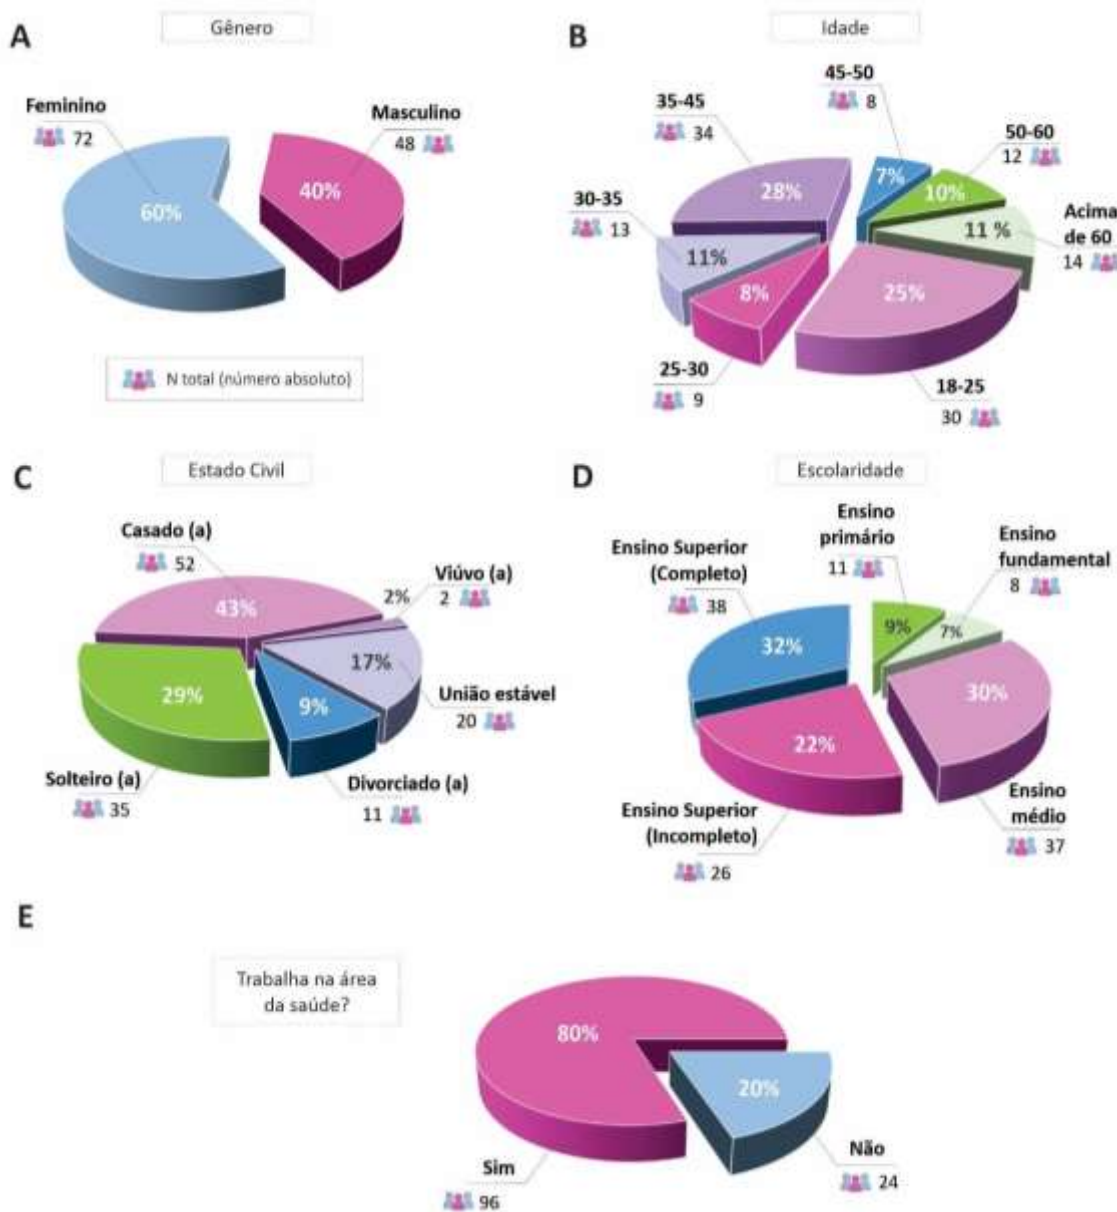 A
Gênero
Feminino
72
60%
Masculino
48
40%
N total (número absoluto)
B
Idade
45-50
8
7%
50-60
12
10%
Acima
de 60
14
11 %
18-25
30
25%
25-30
9
8%
30-35
13
11%
35-45
34
28%
C
Estado Civil
Casado (a)
52
43%
Viúvo (a)
2
2%
União estável
20
17%
Divorciado (a)
11
9%
Solteiro (a)
35
29%
D
Escolaridade
Ensino
primário
11
9%
Ensino
fundamental
8
7%
Ensino
médio
37
30%
Ensino Superior
(Incompleto)
26
22%
Ensino Superior
(Completo)
38
32%
E
Trabalha na área
da saúde?
80%
Sim
96
20%
Não
24